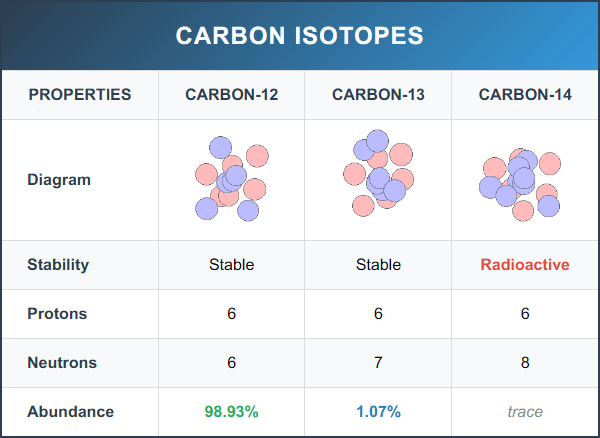 CARBON ISOTOPES
PROPERTIES CARBON-12 CARBON-13 CARBON-14
Diagram
Stability Stable Stable Radioactive
Protons 6 6 6
Neutrons 6 7 8
Abundance 98.93% 1.07% trace